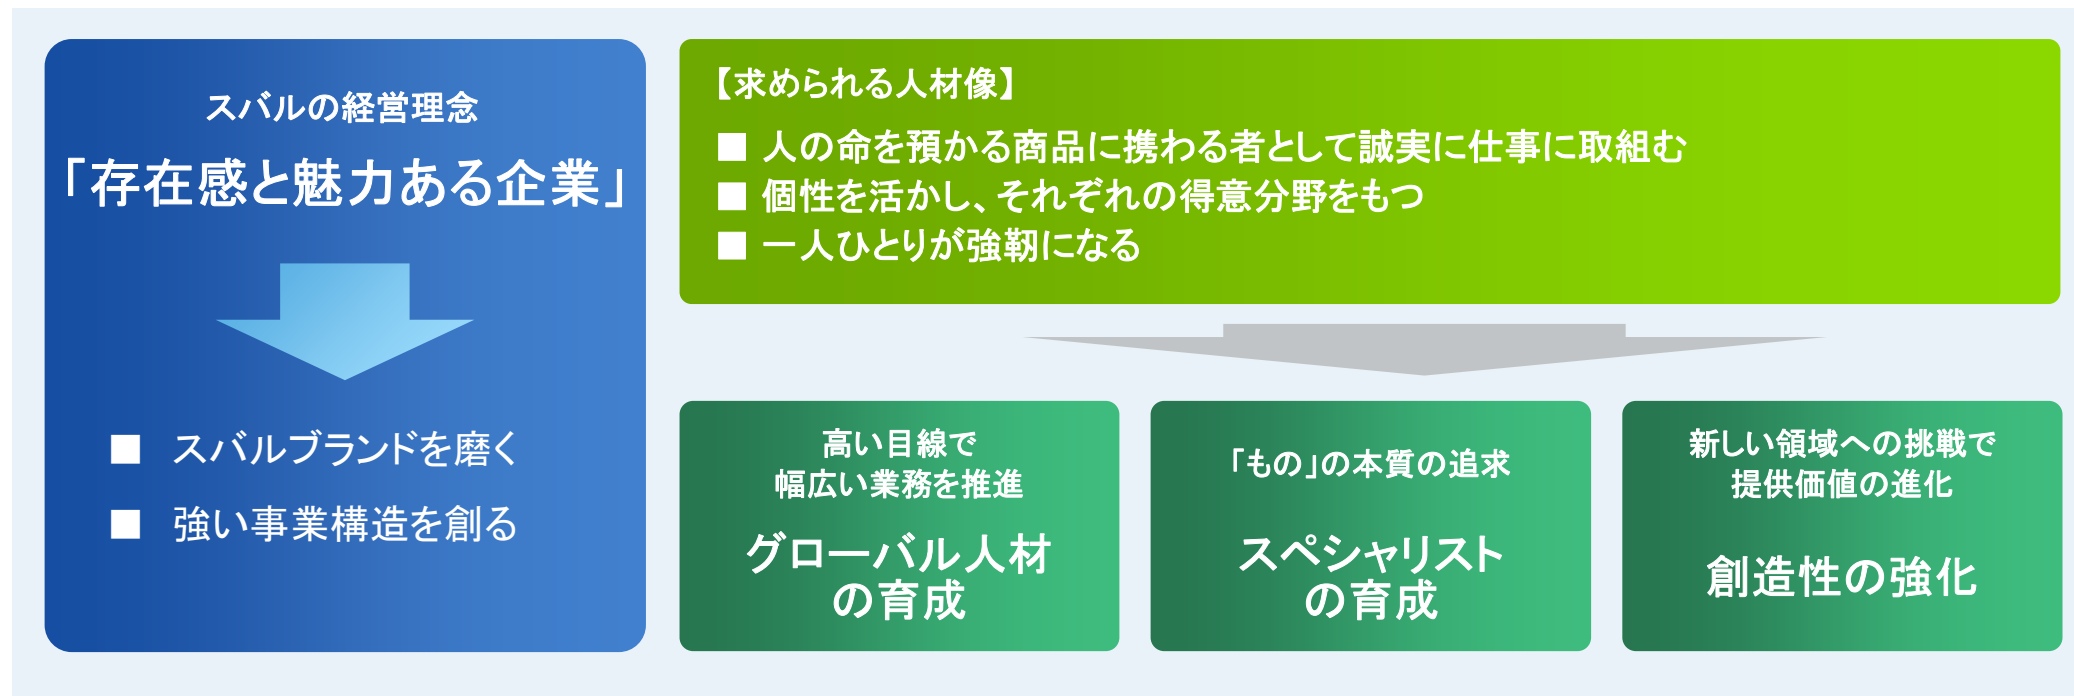 スバルの経営理念
「存在感と魅力ある企業」
■ スバルブランドを磨く
■ 強い事業構造を創る
【求められる人材像】
■ 人の命を預かる商品に携わる者として誠実に仕事に取組む
■ 個性を活かし、それぞれの得意分野をもつ
■ 一人ひとりが強靭になる
高い目線で
幅広い業務を推進
グローバル人材
の育成
「もの」の本質の追求
スペシャリスト
の育成
新しい領域への挑戦で
提供価値の進化
創造性の強化